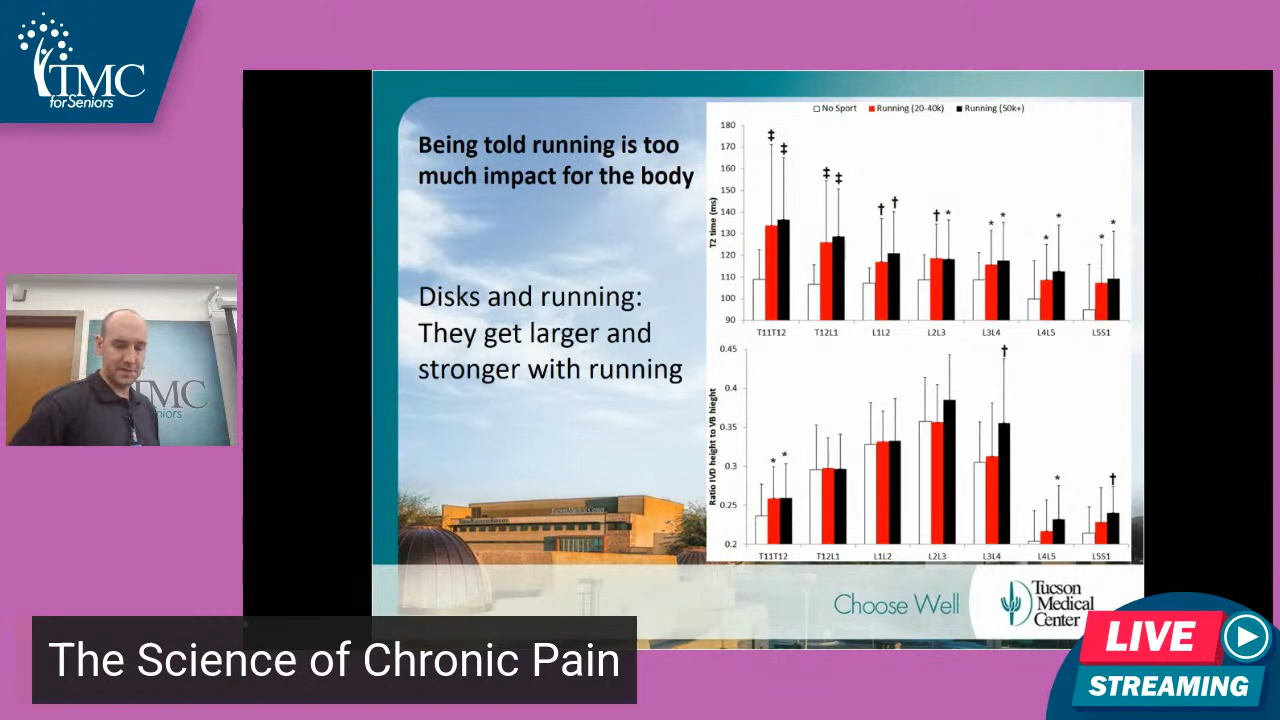 TMC
for Seniors
Being told running is too
much impact for the body
Disks and running:
They get larger and
stronger with running
No Sport Running (20-40k) Running (50k+)
T2 time (ms)
180
170
160
150
140
130
120
110
100
90
‡ ‡ ‡ ‡ † † † * * * * * * *
T11T12 T12L1 L1L2 L2L3 L3L4 L4L5 L5S1
Ratio IVD height to VB hieght
0.45
0.4
0.35
0.3
0.25
0.2
* * † * †
T11T12 T12L1 L1L2 L2L3 L3L4 L4L5 L5S1
TMC
Seniors
Choose Well
Tucson
Medical
Center
The Science of Chronic Pain
LIVE
STREAMING